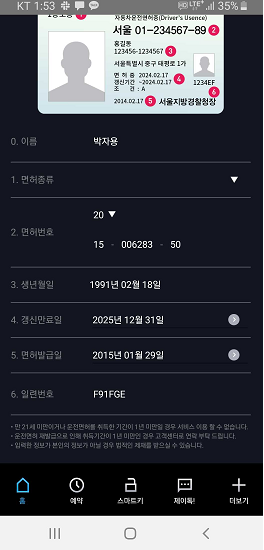 KT 1:53
LTE+ 35%
자동차운전면허증(Driver's License)
서울 01-234567-89 2
홍길동
123456-1234567 3
서울특별시 중구 태평로 1가
면 허 증 2024.02.17
갱신기간 ~2024.02.17 4
조 건 : A
1234EF
6
2014.02.17 5 서울지방경찰청장
0. 이름 박자용
1. 면허종류
20
2. 면허번호
15 - 006283 - 50
3. 생년월일 1991년 02월 18일
4. 갱신만료일 2025년 12월 31일
5. 면허발급일 2015년 01월 29일
6. 일련번호 F91FGE
* 만 21세 미만이거나 운전면허를 취득한 기간이 1년 미만일 경우 서비스 이용 할 수 없습니다.
* 운전면허 재발급으로 인해 취득기간이 1년 미만인 경우 고객센터로 연락 부탁 드립니다.
* 입력한 정보가 본인의 정보가 아닐 경우 법적인 제재를 받으실 수 있습니다.
홈 예약 스마트키 제이톡! 더보기